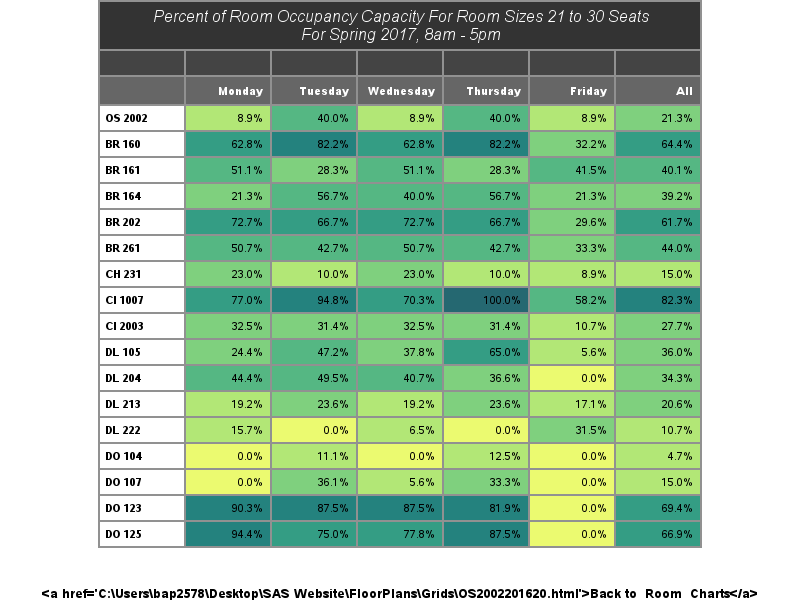 Percent of Room Occupancy Capacity For Room Sizes 21 to 30 Seats
For Spring 2017, 8am - 5pm
Monday Tuesday Wednesday Thursday Friday All
OS 2002 8.9% 40.0% 8.9% 40.0% 8.9% 21.3%
BR 160 62.8% 82.2% 62.8% 82.2% 32.2% 64.4%
BR 161 51.1% 28.3% 51.1% 28.3% 41.5% 40.1%
BR 164 21.3% 56.7% 40.0% 56.7% 21.3% 39.2%
BR 202 72.7% 66.7% 72.7% 66.7% 29.6% 61.7%
BR 261 50.7% 42.7% 50.7% 42.7% 33.3% 44.0%
CH 231 23.0% 10.0% 23.0% 10.0% 8.9% 15.0%
CI 1007 77.0% 94.8% 70.3% 100.0% 58.2% 82.3%
CI 2003 32.5% 31.4% 32.5% 31.4% 10.7% 27.7%
DL 105 24.4% 47.2% 37.8% 65.0% 5.6% 36.0%
DL 204 44.4% 49.5% 40.7% 36.6% 0.0% 34.3%
DL 213 19.2% 23.6% 19.2% 23.6% 17.1% 20.6%
DL 222 15.7% 0.0% 6.5% 0.0% 31.5% 10.7%
DO 104 0.0% 11.1% 0.0% 12.5% 0.0% 4.7%
DO 107 0.0% 36.1% 5.6% 33.3% 0.0% 15.0%
DO 123 90.3% 87.5% 87.5% 81.9% 0.0% 69.4%
DO 125 94.4% 75.0% 77.8% 87.5% 0.0% 66.9%
<a href='C:\Users\bap2578\Desktop\SAS Website\FloorPlans\Grids\OS2002201620.html'>Back to Room Charts</a>